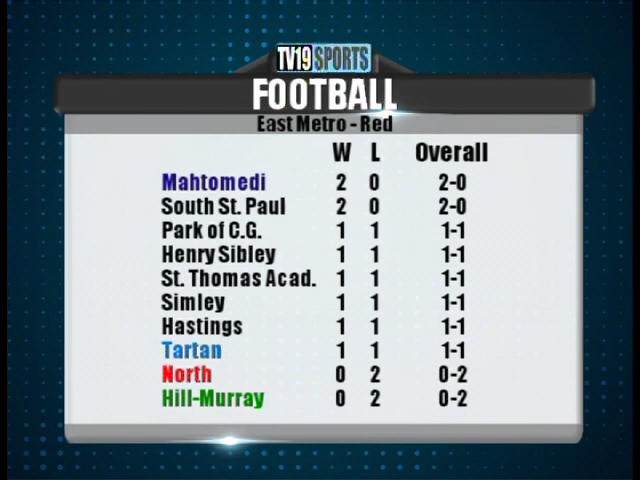 TV19 SPORTS
FOOTBALL
East Metro - Red
W L Overall
Mahtomedi 2 0 2-0
South St. Paul 2 0 2-0
Park of C.G. 1 1 1-1
Henry Sibley 1 1 1-1
St. Thomas Acad. 1 1 1-1
Simley 1 1 1-1
Hastings 1 1 1-1
Tartan 1 1 1-1
North 0 2 0-2
Hill-Murray 0 2 0-2